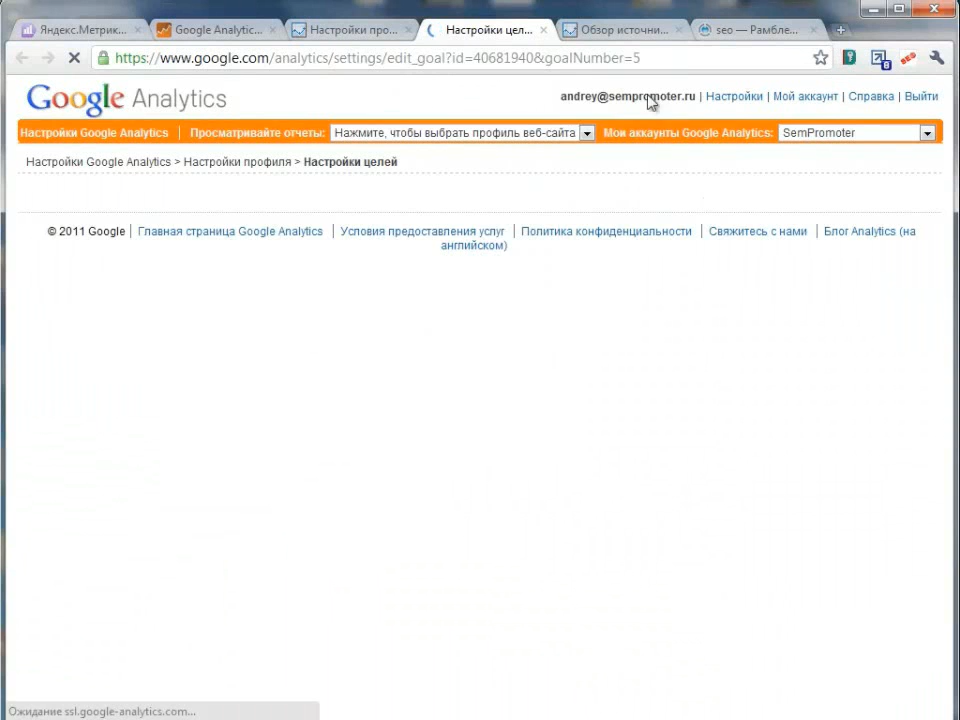 Яндекс.Метрик...
Google Analytic...
Настройки про...
Настройки цел...
Обзор источни...
seo — Рамбле...
https://www.google.com/analytics/settings/edit_goal?id=40681940&goalNumber=5
Google Analytics
andrey@sempromoter.ru | Настройки | Мой аккаунт | Справка | Выйти
Настройки Google Analytics | Просматривайте отчеты: Нажмите, чтобы выбрать профиль веб-сайта Мои аккаунты Google Analytics: SemPromoter
Настройки Google Analytics > Настройки профиля > Настройки целей
© 2011 Google | Главная страница Google Analytics | Условия предоставления услуг | Политика конфиденциальности | Свяжитесь с нами | Блог Analytics (на
английском)
Ожидание ssl.google-analytics.com...